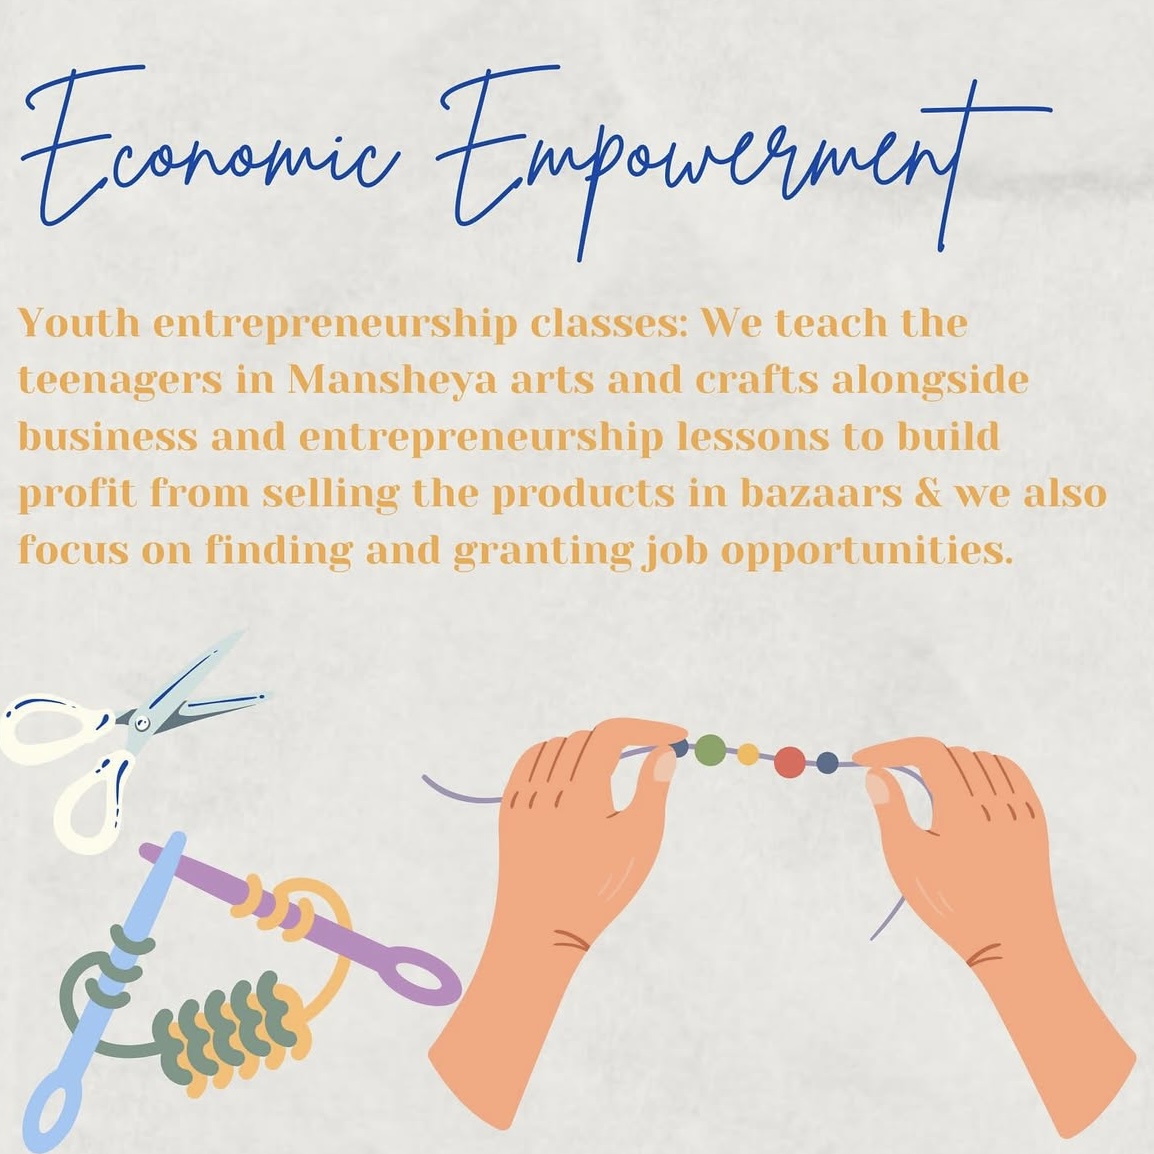 Economic Empowerment
Youth entrepreneurship classes: We teach the
teenagers in Mansheya arts and crafts alongside
business and entrepreneurship lessons to build
profit from selling the products in bazaars & we also
focus on finding and granting job opportunities.